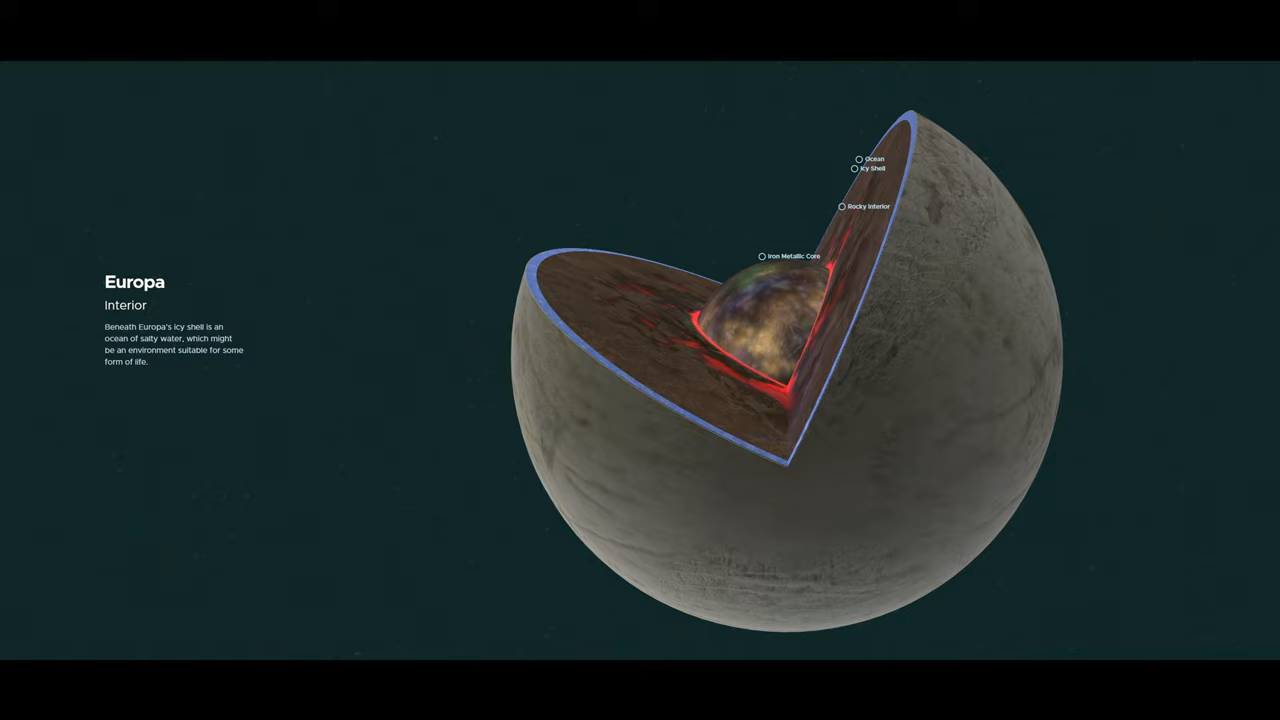 Europa
Interior
Beneath Europa's icy shell is an
ocean of salty water, which might
be an environment suitable for some
form of life.
Ocean
Icy Shell
Rocky Interior
Iron Metallic Core